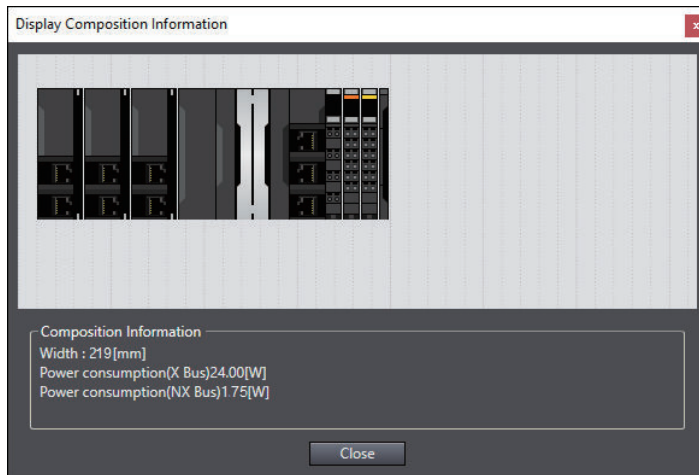 Display Composition Information
x
Composition Information
Width : 219[mm]
Power consumption(X Bus)24.00[W]
Power consumption(NX Bus)1.75[W]
Close